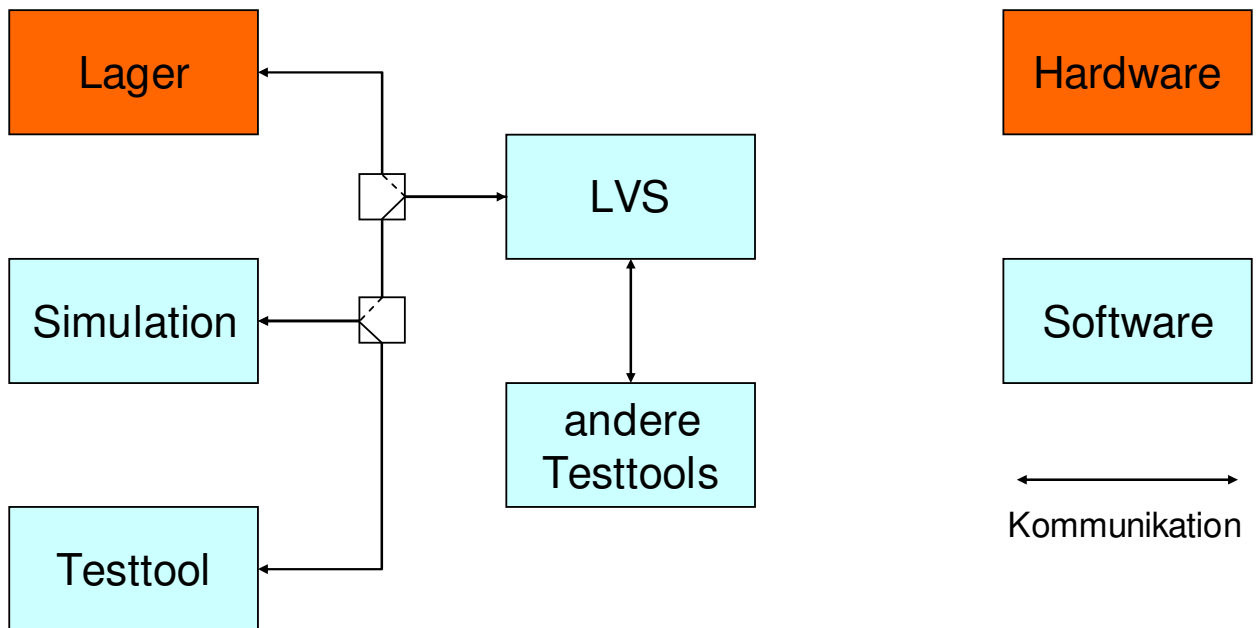 Lager
Hardware
LVS
Simulation
Software
andere
Testtools
Kommunikation
Testtool